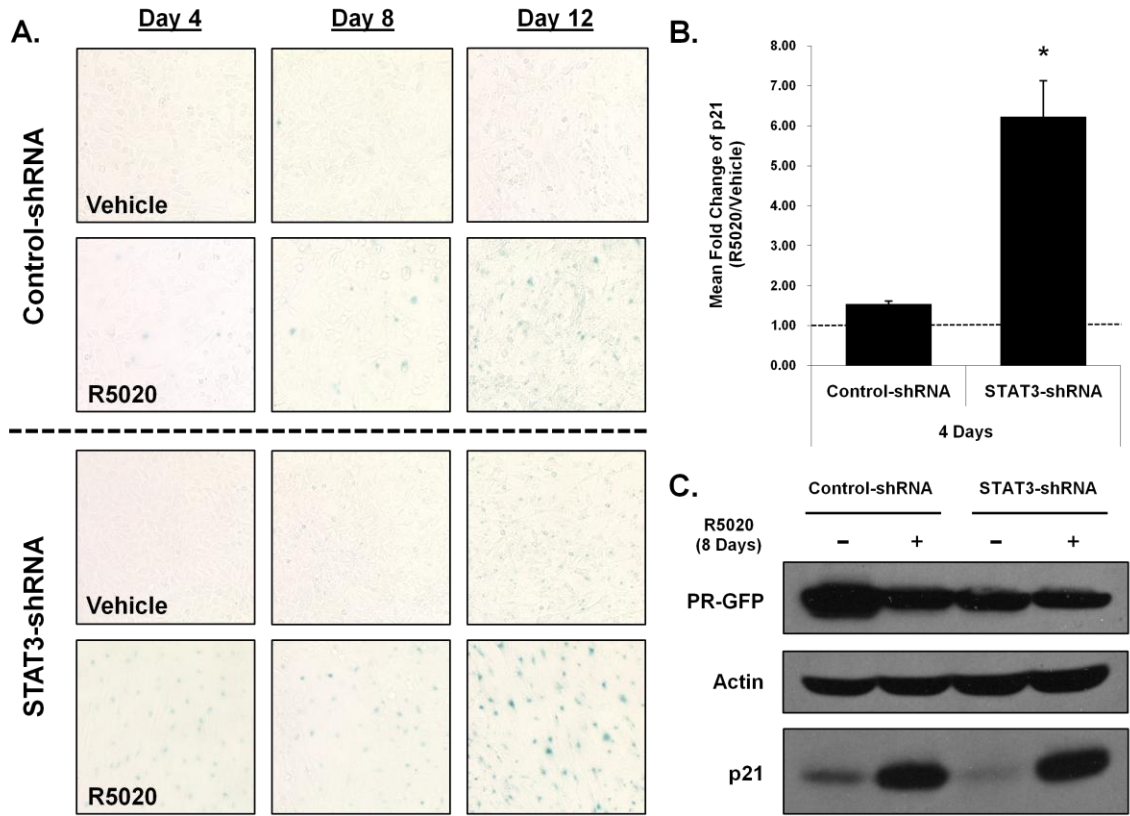 A.
Day 4 Day 8 Day 12
Control-shRNA
Vehicle
R5020
STAT3-shRNA
Vehicle
R5020
B.
Mean Fold Change of p21
(R5020/Vehicle)
8.00
7.00
6.00
5.00
4.00
3.00
2.00
1.00
0.00
*
Control-shRNA STAT3-shRNA
4 Days
C.
Control-shRNA STAT3-shRNA
R5020
(8 Days)
– + – +
PR-GFP
Actin
p21